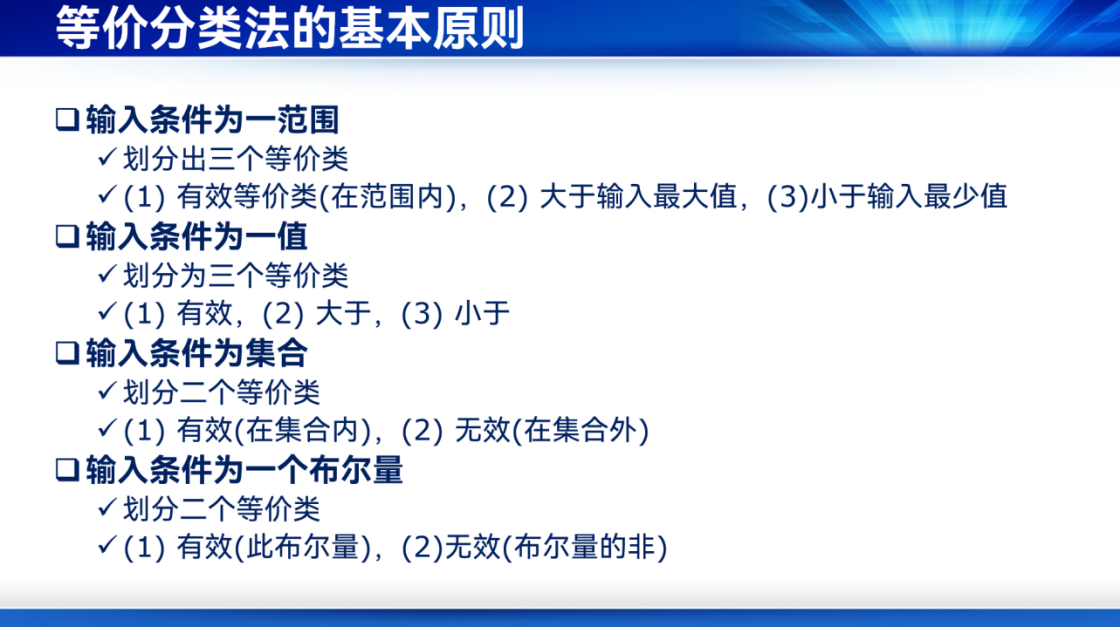 等价分类法的基本原则
❑输入条件为一范围
✓划分出三个等价类
✓(1) 有效等价类(在范围内)，(2) 大于输入最大值，(3)小于输入最少值
❑输入条件为一值
✓划分为三个等价类
✓(1) 有效，(2) 大于，(3) 小于
❑输入条件为集合
✓划分二个等价类
✓(1) 有效(在集合内)，(2) 无效(在集合外)
❑输入条件为一个布尔量
✓划分二个等价类
✓(1) 有效(此布尔量)，(2)无效(布尔量的非)